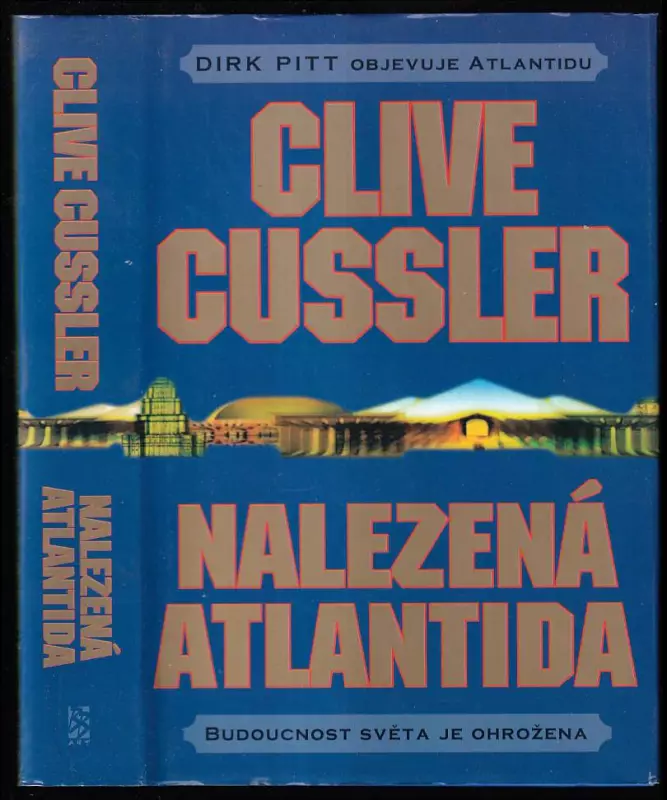 CLIVE CUSSLER
NALEZENÁ
ATLANTIDA
DIRK PITT OBJEVUJE ATLANTIDU
CLIVE
CUSSLER
NALEZENÁ
ATLANTIDA
BUDOUCNOST SVĚTA JE OHROŽENA